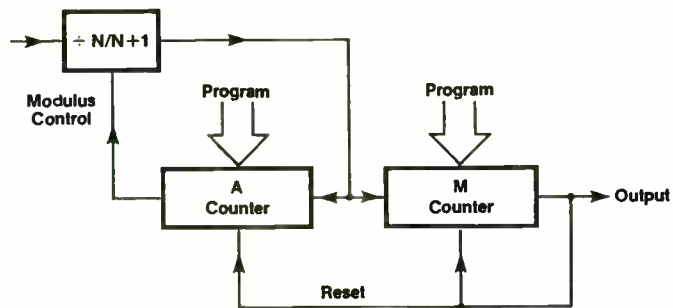 ÷ N/N+1
Modulus
Control
Program
Program
A
Counter
M
Counter
Output
Reset